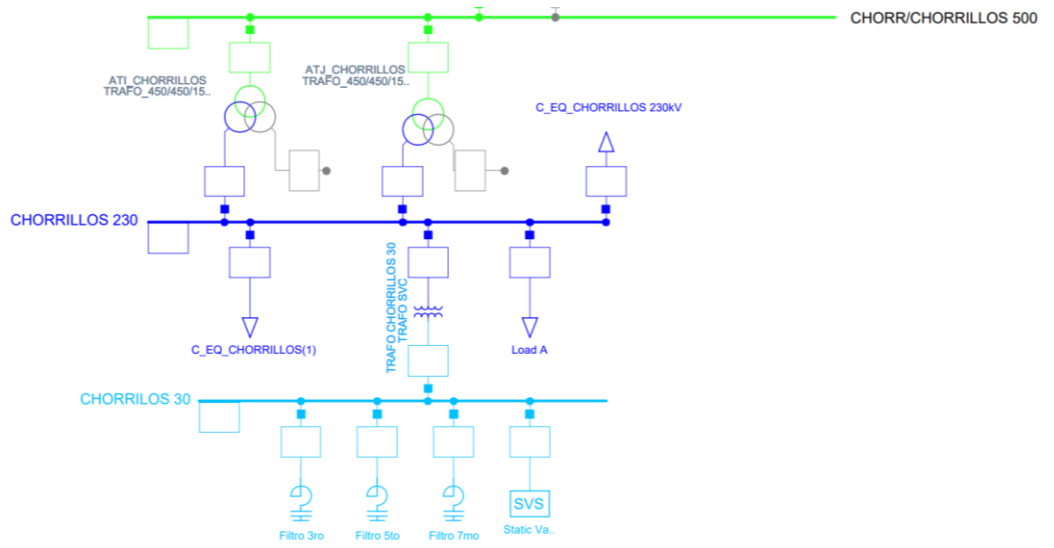 CHORR/CHORRILLOS 500
ATI_CHORRILLOS
TRAFO_450/450/15..
ATJ_CHORRILLOS
TRAFO_450/450/15..
C_EQ_CHORRILLOS 230kV
CHORRILLOS 230
TRAFO CHORRILLOS 30
TRAFO SVC
C_EQ_CHORRILLOS(1)
Load A
CHORRILOS 30
SVS
Filtro 3ro
Filtro 5to
Filtro 7mo
Static Va..